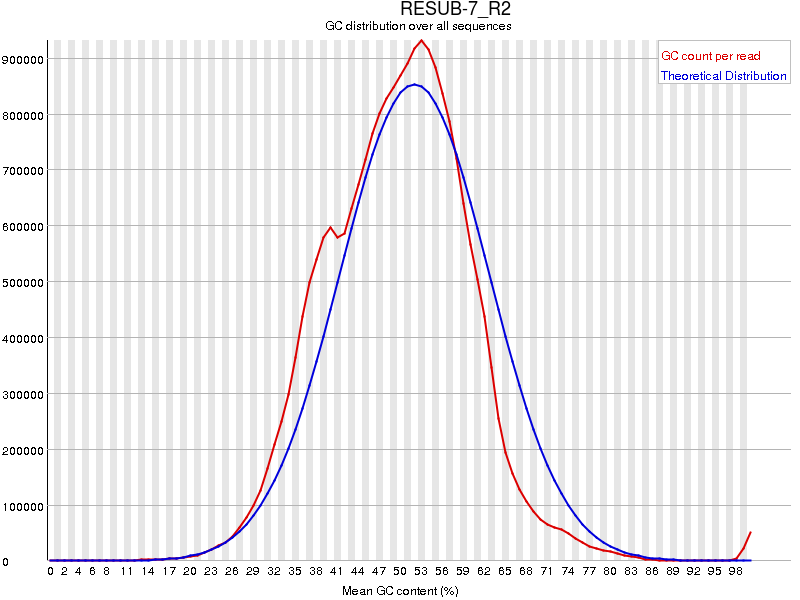 RESUB-7_R2
GC distribution over all sequences
GC count per read
Theoretical Distribution
900000
800000
700000
600000
500000
400000
300000
200000
100000
0
0 2 4 6 8 11 14 17 20 23 26 29 32 35 38 41 44 47 50 53 56 59 62 65 68 71 74 77 80 83 86 89 92 95 98
Mean GC content (%)